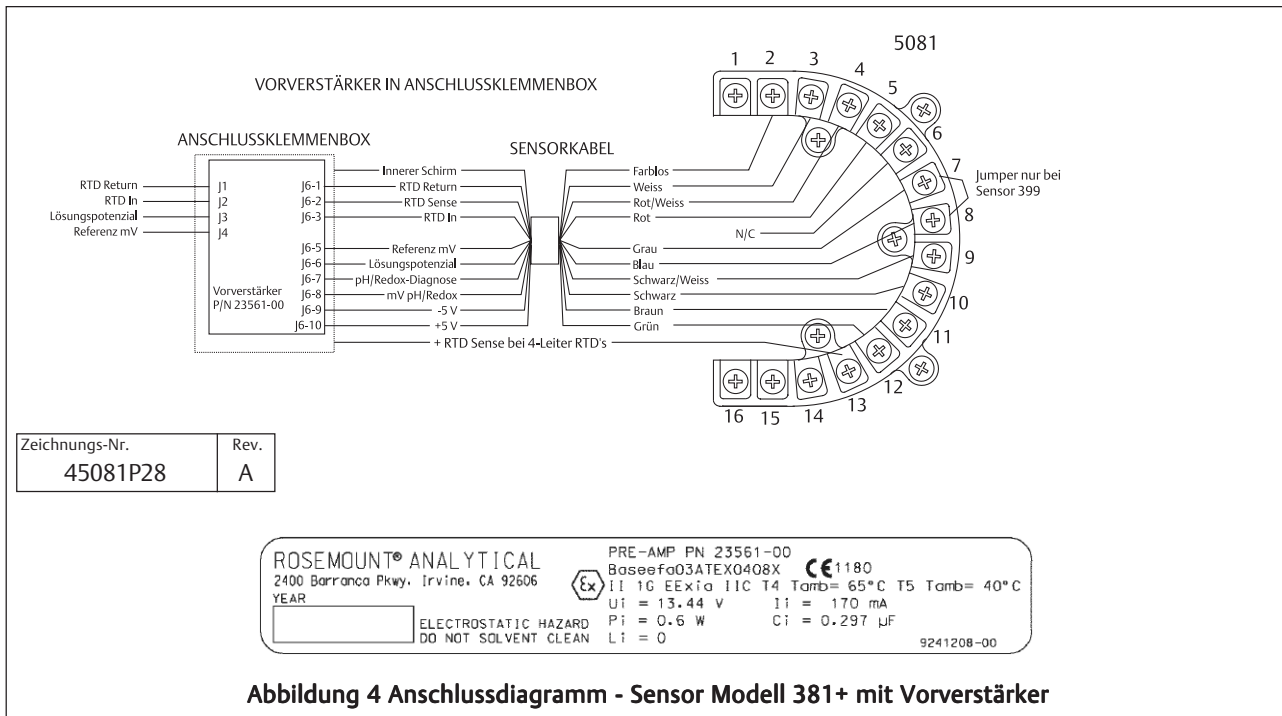 5081
1 2 3 4 5 6 7 8 9 10 11 12 13 14 15 16
VORVERSTÄRKER IN ANSCHLUSSKLEMMENBOX
ANSCHLUSSKLEMMENBOX
SENSORKABEL
Jumper nur bei
Sensor 399
RTD Return
RTD In
Lösungspotenzial
Referenz mV
J1
J2
J3
J4
Vorverstärker
P/N 23561-00
J6-1
J6-2
J6-3
J6-5
J6-6
J6-7
J6-8
J6-9
J6-10
Innerer Schirm
RTD Return
RTD Sense
RTD In
Referenz mV
Lösungspotenzial
pH/Redox-Diagnose
mV pH/Redox
-5 V
+5 V
Farblos
Weiss
Rot/Weiss
Rot
N/C
Grau
Blau
Schwarz/Weiss
Schwarz
Braun
Grün
+ RTD Sense bei 4-Leiter RTD's
Zeichnungs-Nr.
45081P28
Rev.
A
ROSEMOUNT® ANALYTICAL
2400 Barranca Pkwy. Irvine. CA 92606
YEAR
ELECTROSTATIC HAZARD
DO NOT SOLVENT CLEAN
PRE-AMP PN 23561-00
Baseefa03ATEX0408X CE 1180
Ex II 1G EExia IIC T4 Tamb= 65°C T5 Tamb= 40°C
Ui = 13.44 V Ii = 170 mA
Pi = 0.6 W Ci = 0.297 µF
Li = 0
9241208-00
Abbildung 4 Anschlussdiagramm - Sensor Modell 381+ mit Vorverstärker